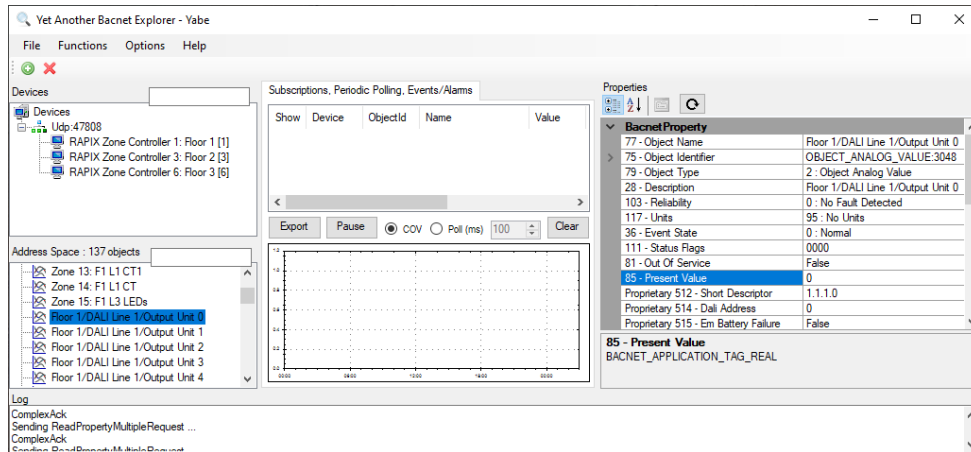 Yet Another Bacnet Explorer - Yabe
File Functions Options Help
Devices
Devices
Udp:47808
RAPIX Zone Controller 1: Floor 1 [1]
RAPIX Zone Controller 3: Floor 2 [3]
RAPIX Zone Controller 6: Floor 3 [6]
Address Space : 137 objects
Zone 13: F1 L1 CT1
Zone 14: F1 L1 CT
Zone 15: F1 L3 LEDs
Floor 1/DALI Line 1/Output Unit 0
Floor 1/DALI Line 1/Output Unit 1
Floor 1/DALI Line 1/Output Unit 2
Floor 1/DALI Line 1/Output Unit 3
Floor 1/DALI Line 1/Output Unit 4
Subscriptions, Periodic Polling, Events/Alarms
Show Device ObjectId Name Value
Export Pause COV Poll (ms) 100 Clear
Properties
BacnetProperty
77 - Object Name Floor 1/DALI Line 1/Output Unit 0
75 - Object Identifier OBJECT_ANALOG_VALUE:3048
79 - Object Type 2 : Object Analog Value
28 - Description Floor 1/DALI Line 1/Output Unit 0
103 - Reliability 0 : No Fault Detected
117 - Units 95 : No Units
36 - Event State 0 : Normal
111 - Status Flags 0000
81 - Out Of Service False
85 - Present Value 0
Proprietary 512 - Short Descriptor 1.1.1.0
Proprietary 514 - Dali Address 0
Proprietary 515 - Em Battery Failure False
85 - Present Value
BACNET_APPLICATION_TAG_REAL
Log
ComplexAck
Sending ReadPropertyMultipleRequest ...
ComplexAck
Sending ReadPropertyMultipleRequest